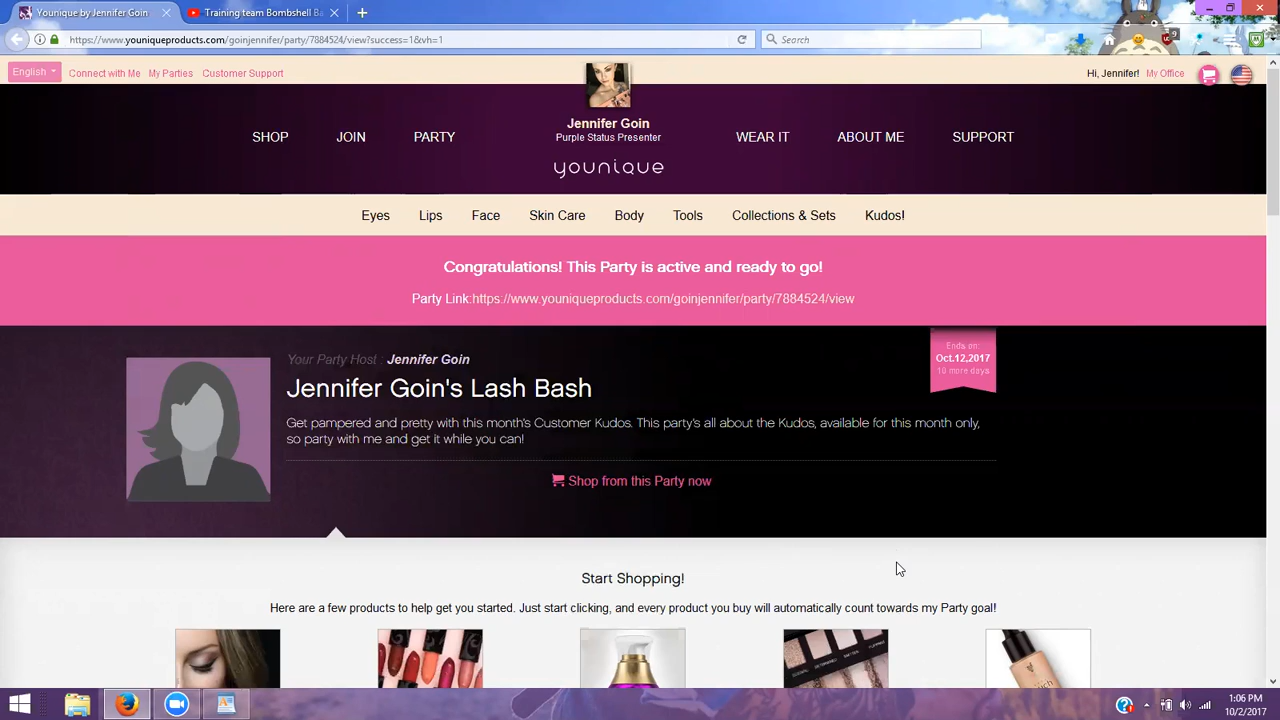 Younique by Jennifer Goin
Training team Bombshell Ba
https://www.youniqueproducts.com/goinjennifer/party/7884524/view?success=1&vh=1
Search
9
English
Connect with Me
My Parties
Customer Support
Hi, Jennifer!
My Office
SHOP
JOIN
PARTY
Jennifer Goin
Purple Status Presenter
younique
WEAR IT
ABOUT ME
SUPPORT
Eyes
Lips
Face
Skin Care
Body
Tools
Collections & Sets
Kudos!
Congratulations! This Party is active and ready to go!
Party Link:https://www.youniqueproducts.com/goinjennifer/party/7884524/view
Your Party Host : Jennifer Goin
Ends on:
Oct.12,2017
10 more days
Jennifer Goin's Lash Bash
Get pampered and pretty with this month's Customer Kudos. This party's all about the Kudos, available for this month only,
so party with me and get it while you can!
Shop from this Party now
Start Shopping!
Here are a few products to help get you started. Just start clicking, and every product you buy will automatically count towards my Party goal!
1:06 PM
10/2/2017